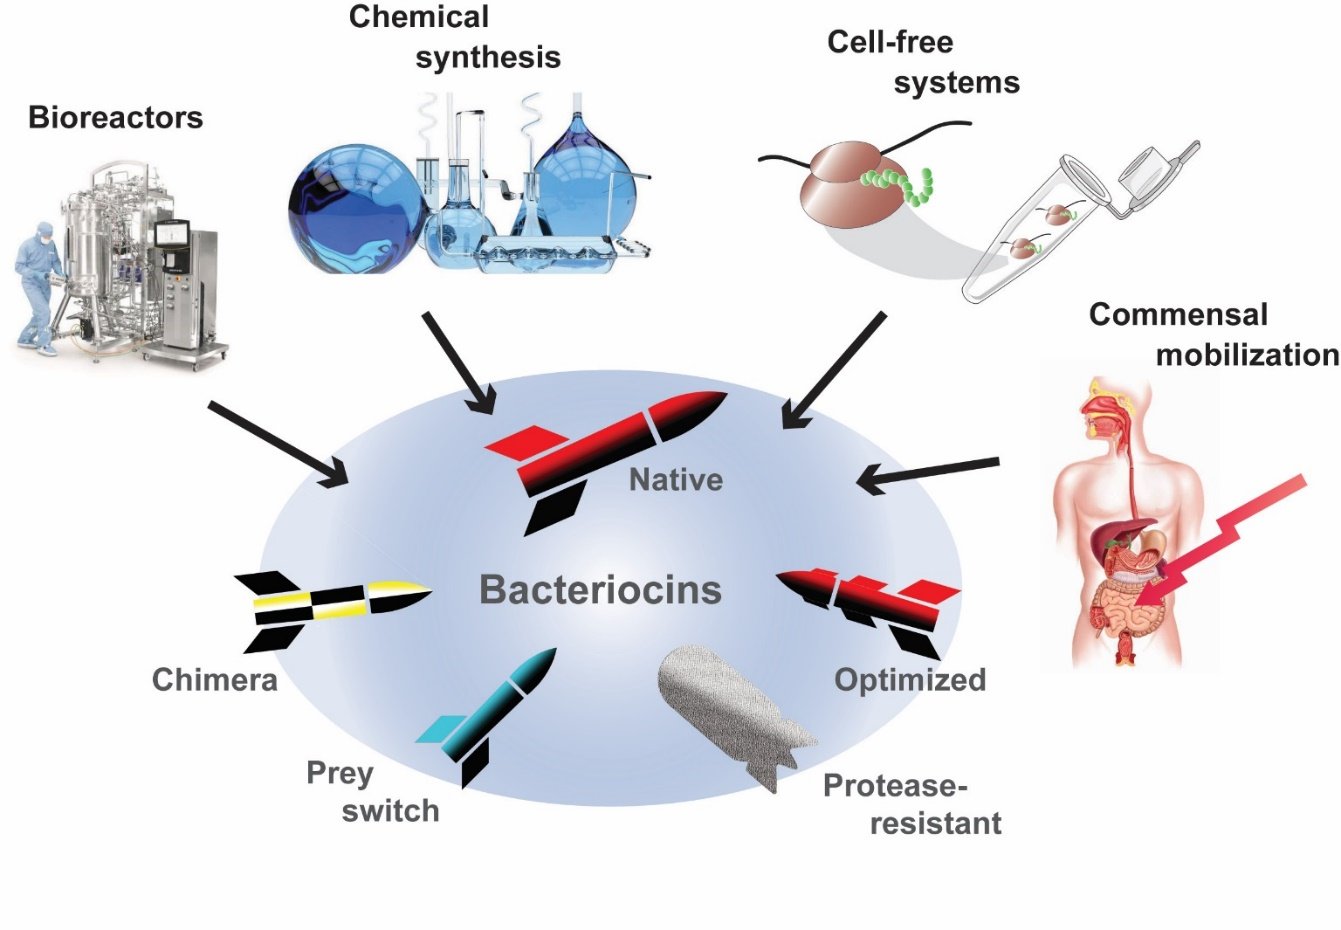 Chemical
synthesis
Cell-free
systems
Bioreactors
Commensal
mobilization
Native
Bacteriocins
Chimera
Optimized
Prey
switch
Protease-
resistant